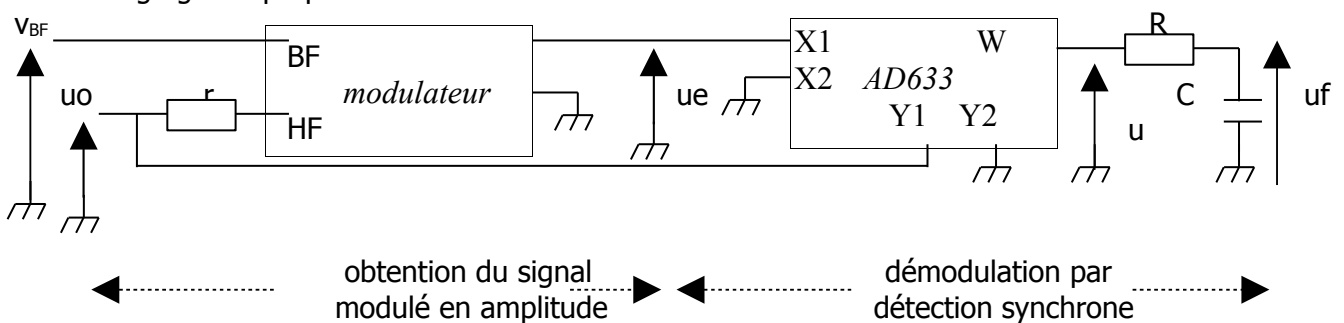 vBF
BF
uo
r
HF
modulateur
ue
X1
X2
W
AD633
Y1 Y2
u
R
C
uf
obtention du signal
modulé en amplitude
démodulation par
détection synchrone